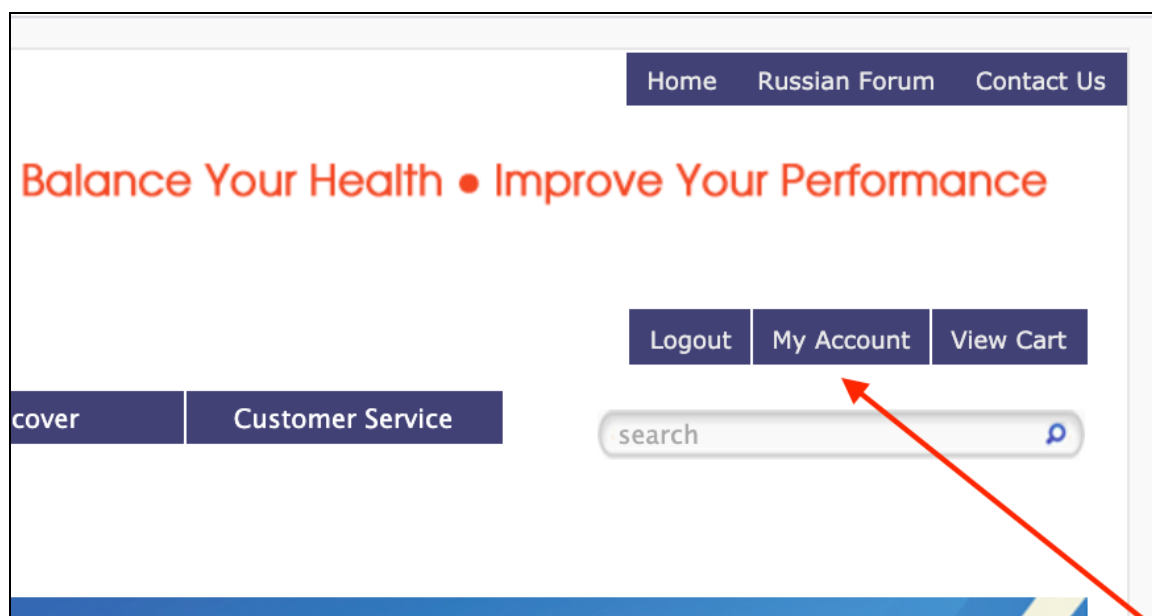 Home Russian Forum Contact Us
Balance Your Health • Improve Your Performance
Logout My Account View Cart
cover Customer Service
search